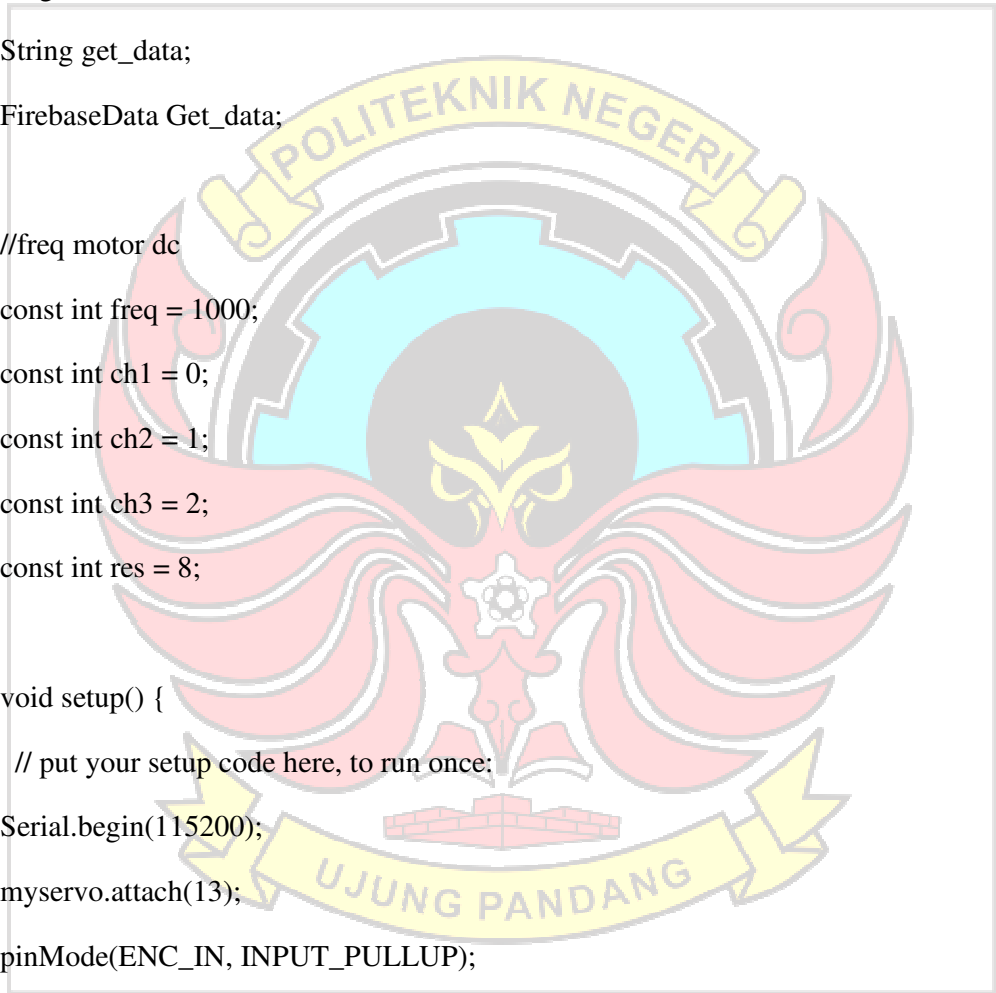 String get_data;
FirebaseData Get_data;
POLITEKNIK NEGERI
//freq motor dc
const int freq = 1000;
const int ch1 = 0;
const int ch2 = 1;
const int ch3 = 2;
const int res = 8;
void setup() {
// put your setup code here, to run once:
Serial.begin(115200);
myservo.attach(13);
UJUNG PANDANG
pinMode(ENC_IN, INPUT_PULLUP);